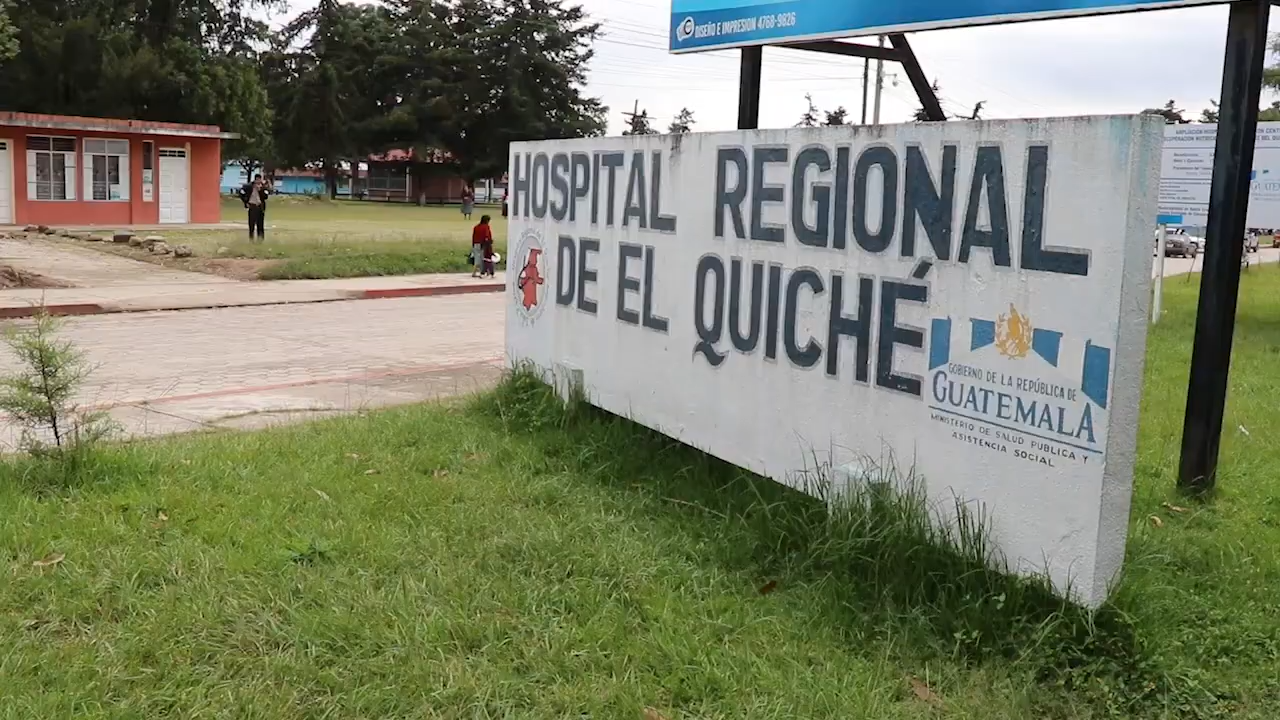 DISEÑO E IMPRESION 4768-9826
HOSPITAL REGIONAL
DE EL QUICHÉ
GOBIERNO DE LA REPÚBLICA DE
GUATEMALA
MINISTERIO DE SALUD PUBLICA Y
ASISTENCIA SOCIAL